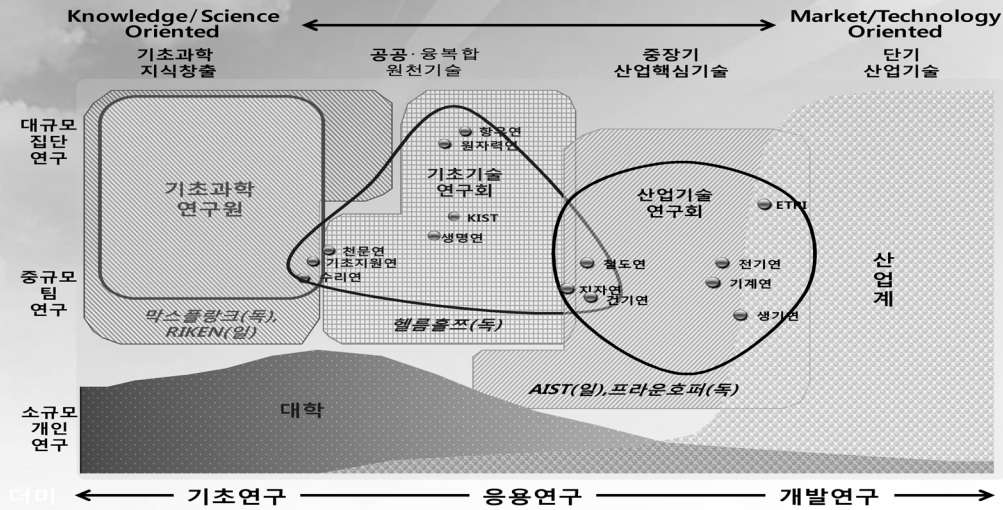 Knowledge/Science
Oriented
Market/Technology
Oriented
기초과학
지식창출
공공·융복합
원천기술
중장기
산업핵심기술
단기
산업기술
대규모
집단
연구
중규모
팀
연구
소규모
개인
연구
기초과학
연구원
막스플랑크(독),
RIKEN(일)
항우연
원자력연
기초기술
연구회
KIST
생명연
천문연
기초지원연
수리연
헬름홀쯔(독)
산업기술
연구회
ETRI
철도연
전기연
지자연
건기연
기계연
생기연
AIST(일),프라운호퍼(독)
산
업
계
대학
더미
기초연구
응용연구
개발연구